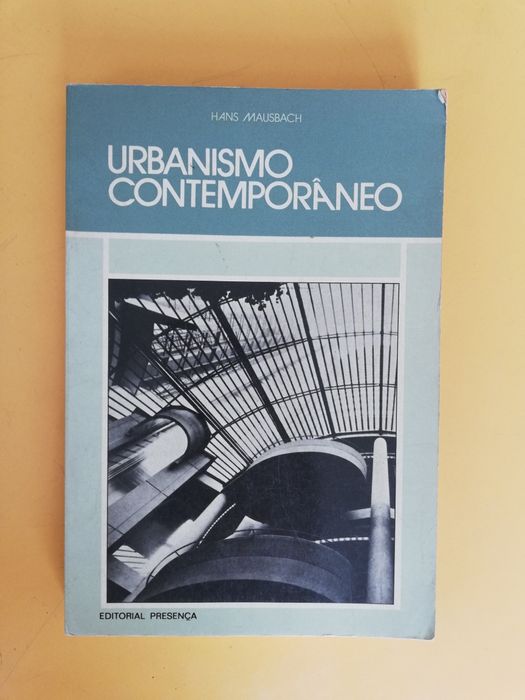 HANS MAUSBACH
URBANISMO
CONTEMPORÂNEO
EDITORIAL PRESENÇA